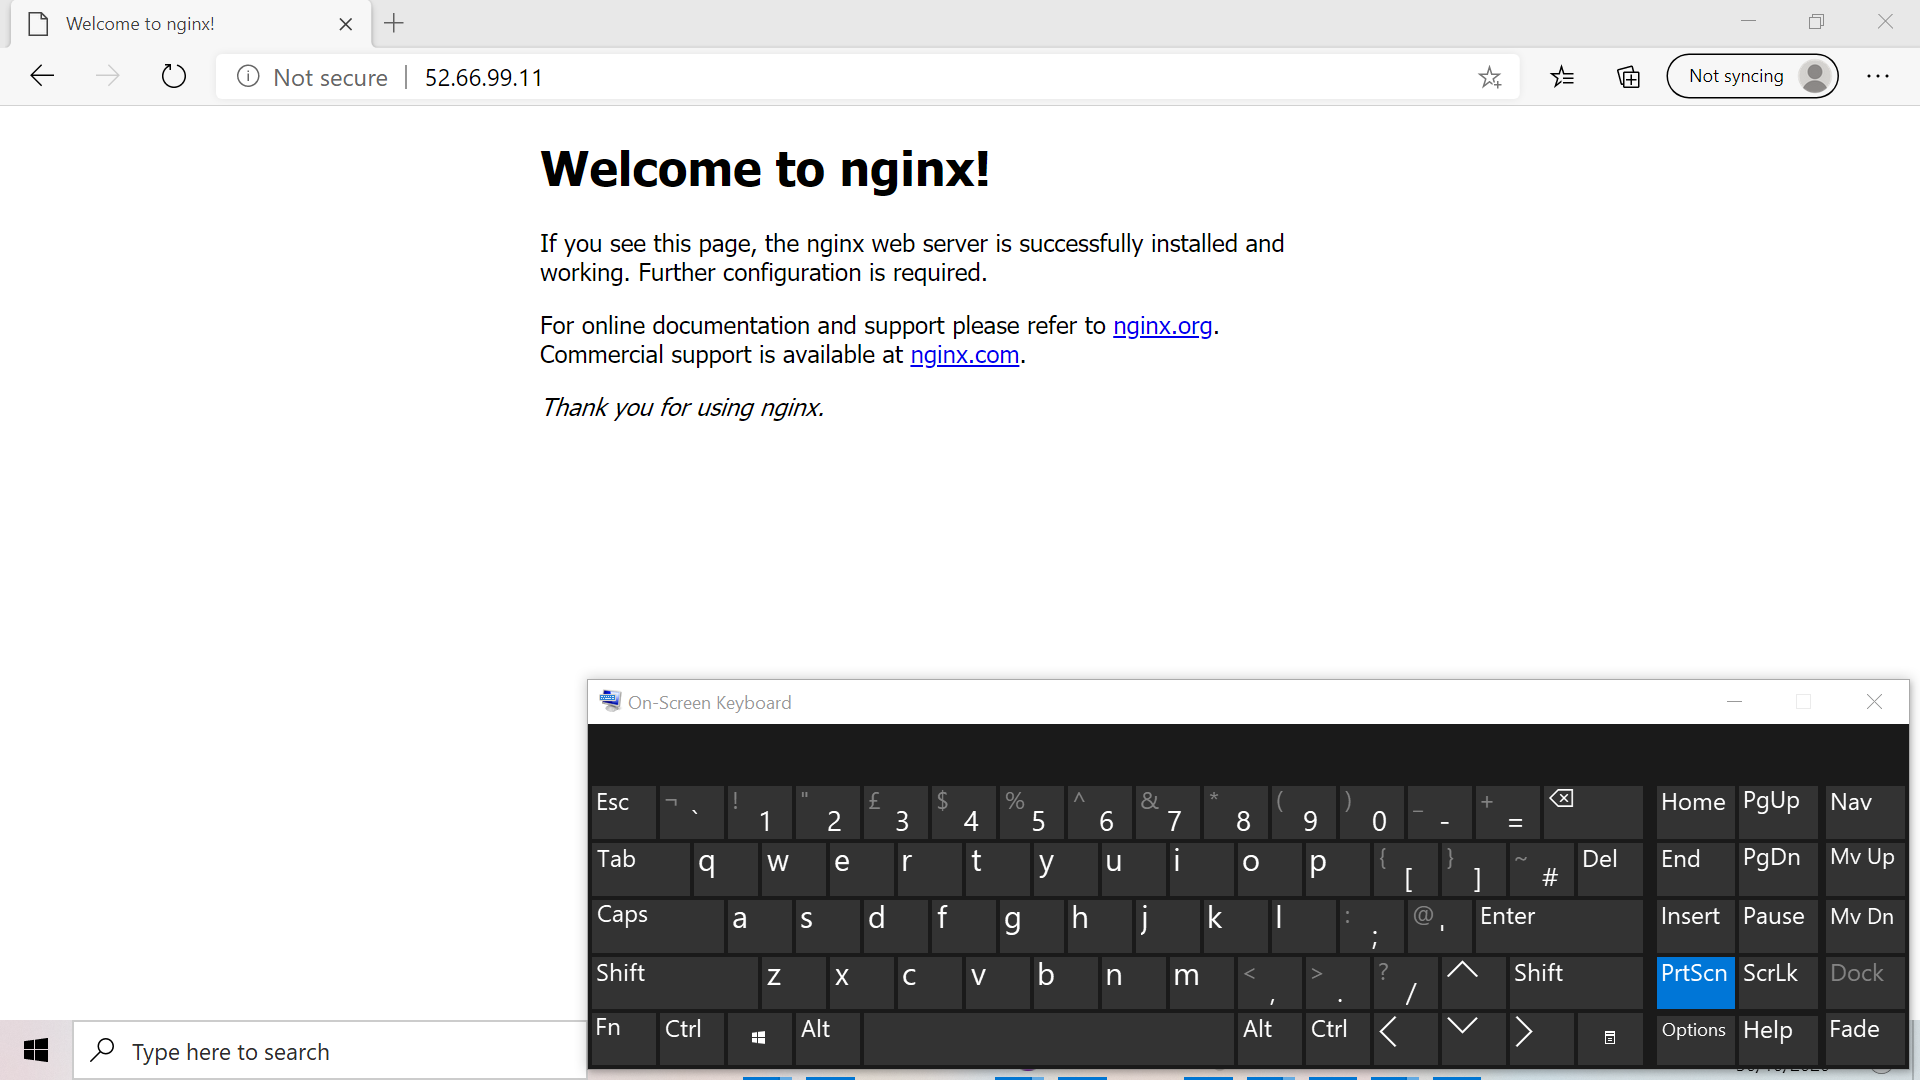 Welcome to nginx!
Not secure | 52.66.99.11
Not syncing
Welcome to nginx!
If you see this page, the nginx web server is successfully installed and
working. Further configuration is required.
For online documentation and support please refer to nginx.org.
Commercial support is available at nginx.com.
Thank you for using nginx.
On-Screen Keyboard
Esc ¬ ` ! 1 " 2 £ 3 $ 4 % 5 ^ 6 & 7 * 8 ( 9 ) 0 _ - + = Home PgUp Nav
Tab q w e r t y u i o p { [ } ] ~ # Del End PgDn Mv Up
Caps a s d f g h j k l : ; @ ' Enter Insert Pause Mv Dn
Shift z x c v b n m < , > . ? / Shift PrtScn ScrLk Dock
Fn Ctrl Alt Alt Ctrl Options Help Fade
Type here to search